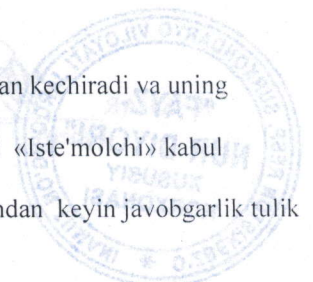 an kechiradi va uning
«Iste'molchi» kabul
ndan keyin javobgarlik tulik